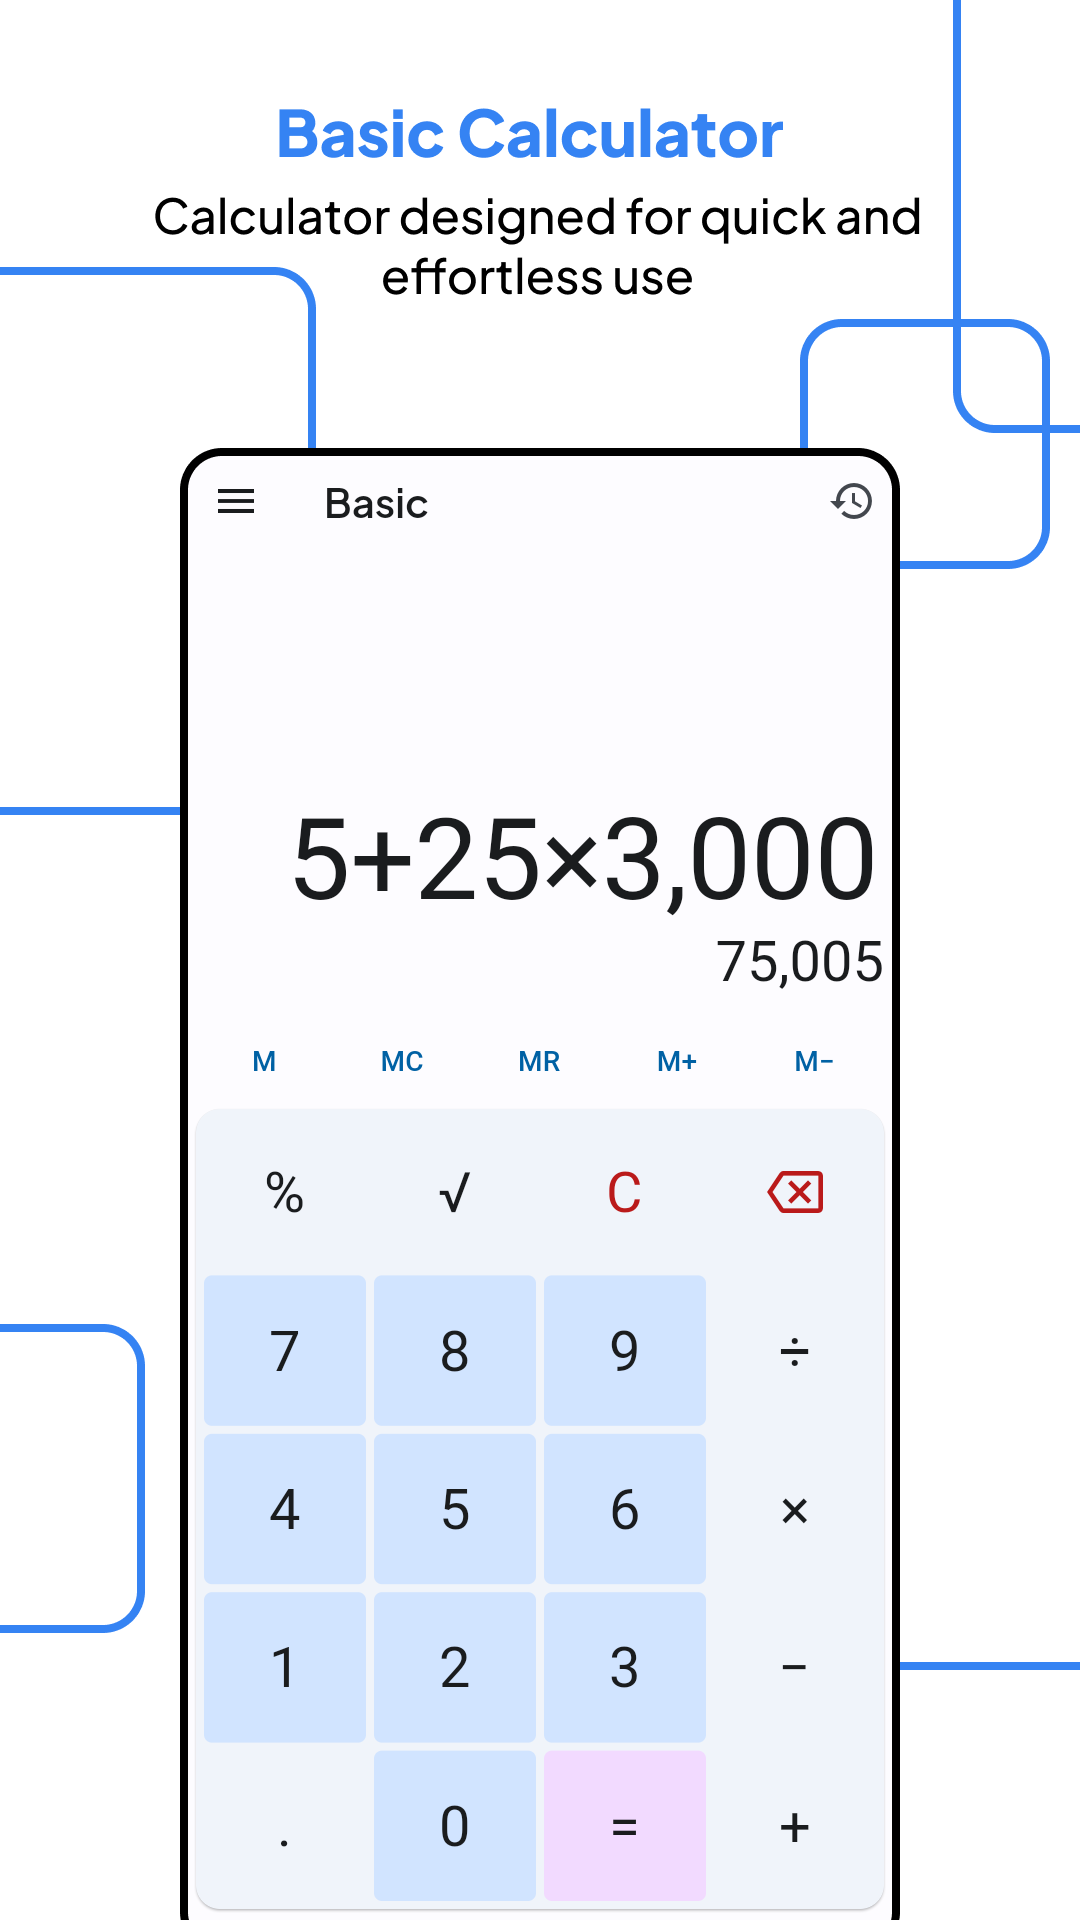 Basic Calculator
Calculator designed for quick and
effortless use
Basic
5+25×3,000
75,005
M MC MR M+ M−
% √ C
7 8 9 ÷
4 5 6 ×
1 2 3 −
. 0 = +